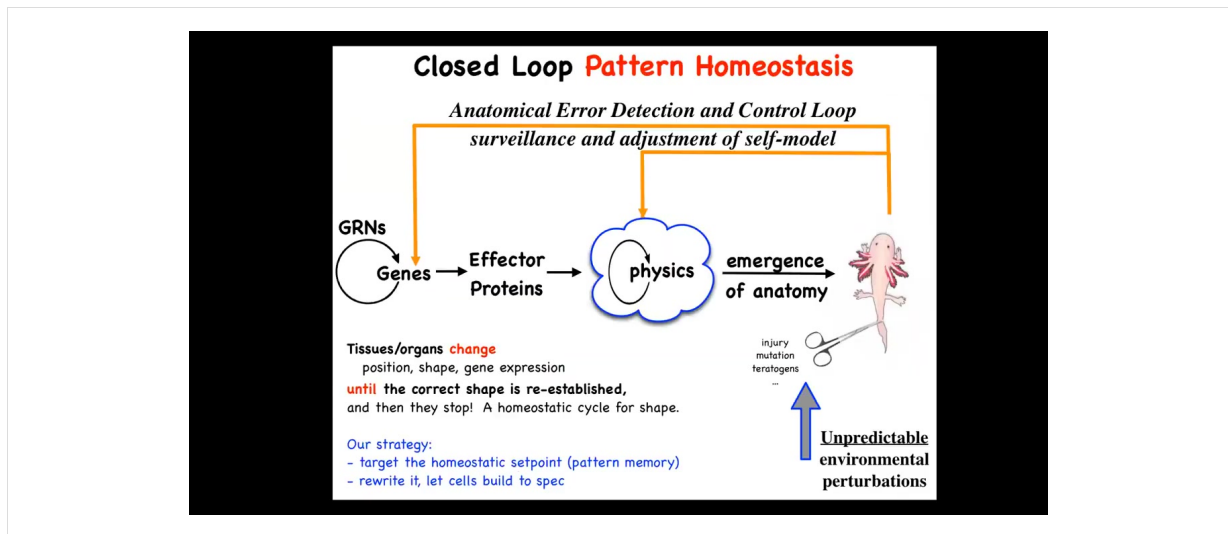 Closed Loop Pattern Homeostasis
Anatomical Error Detection and Control Loop
surveillance and adjustment of self-model
GRNs
Genes
Effector
Proteins
physics
emergence
of anatomy
Tissues/organs change
position, shape, gene expression
until the correct shape is re-established,
and then they stop! A homeostatic cycle for shape.
Our strategy:
- target the homeostatic setpoint (pattern memory)
- rewrite it, let cells build to spec
injury
mutation
teratogens
...
Unpredictable
environmental
perturbations